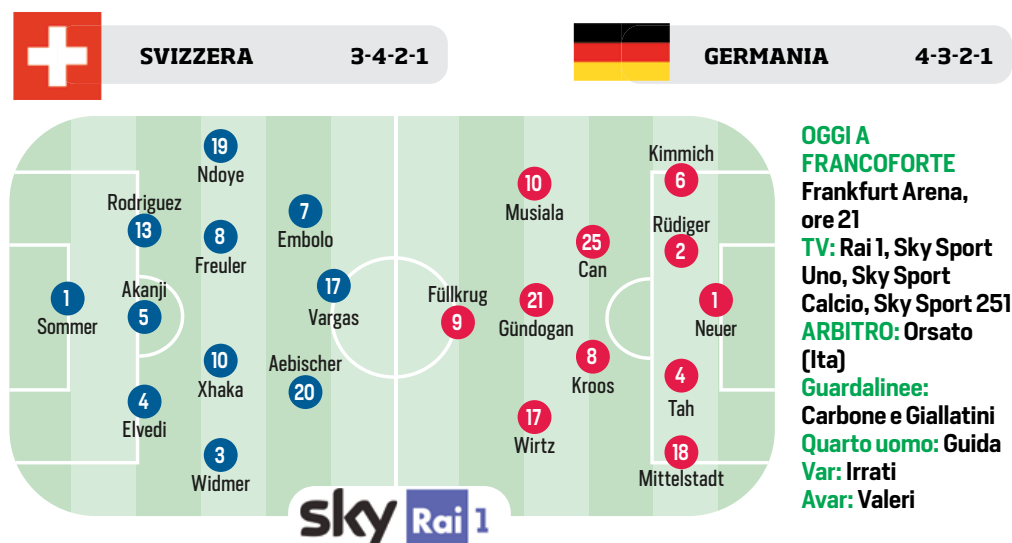 SVIZZERA 3-4-2-1
GERMANIA 4-3-2-1
19
Ndoye
Rodriguez
13
7
Embolo
8
Freuler
1
Sommer
Akanji
5
17
Vargas
10
Xhaka
Aebischer
20
4
Elvedi
3
Widmer
Kimmich
6
10
Musiala
Rüdiger
2
25
Can
Füllkrug
9
21
Gündogan
1
Neuer
8
Kroos
4
Tah
17
Wirtz
18
Mittelstadt
sky Rai 1
OGGI A
FRANCOFORTE
Frankfurt Arena,
ore 21
TV: Rai 1, Sky Sport
Uno, Sky Sport
Calcio, Sky Sport 251
ARBITRO: Orsato
(Ita)
Guardalinee:
Carbone e Giallatini
Quarto uomo: Guida
Var: Irrati
Avar: Valeri